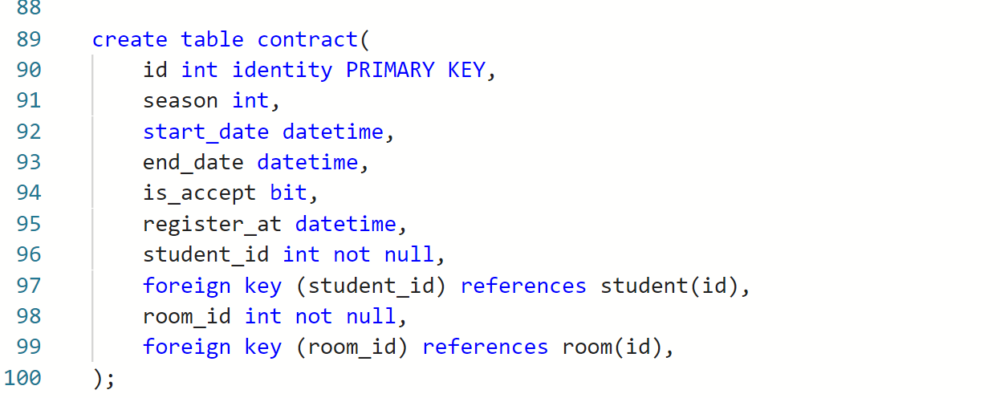 88
89 create table contract(
90 id int identity PRIMARY KEY,
91 season int,
92 start_date datetime,
93 end_date datetime,
94 is_accept bit,
95 register_at datetime,
96 student_id int not null,
97 foreign key (student_id) references student(id),
98 room_id int not null,
99 foreign key (room_id) references room(id),
100 );